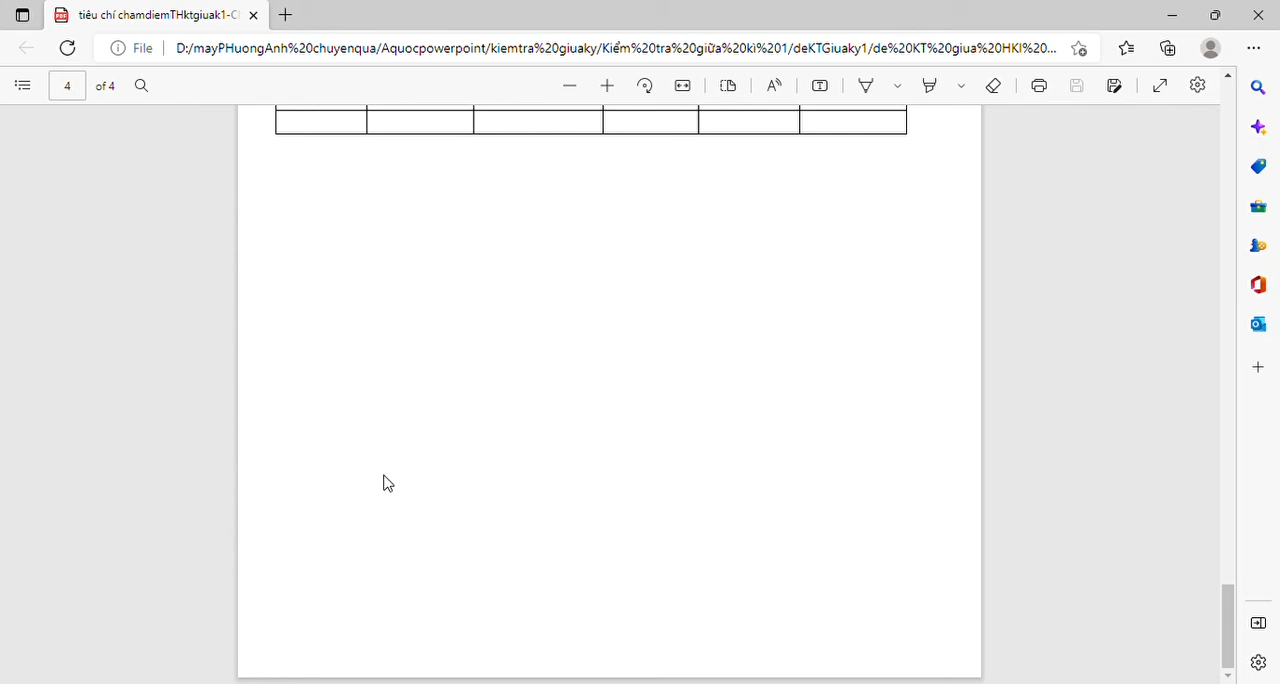 tiêu chí chamdiemTHktgiuak1-C
File
D:/mayPHuongAnh%20chuyenqua/Aquocpowerpoint/kiemtra%20giuaky/Kiểm%20tra%20giữa%20kì%201/deKTGiuaky1/de%20KT%20giua%20HKI%20...
4 of 4